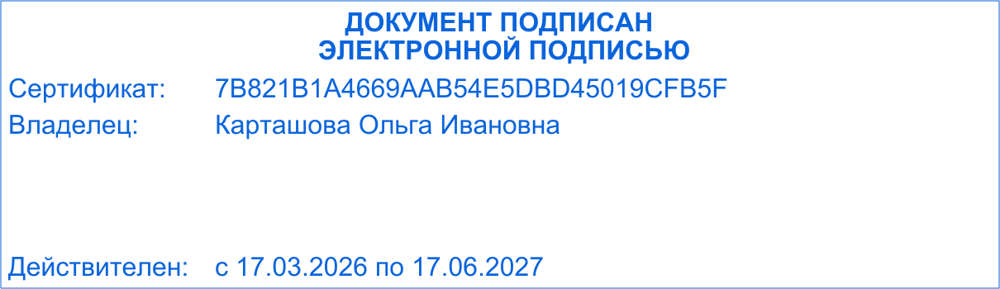 ДОКУМЕНТ ПОДПИСАН
ЭЛЕКТРОННОЙ ПОДПИСЬЮ
Сертификат: 7B821B1A4669AAB54E5DBD45019CFB5F
Владелец: Карташова Ольга Ивановна
Действителен: с 17.03.2026 по 17.06.2027